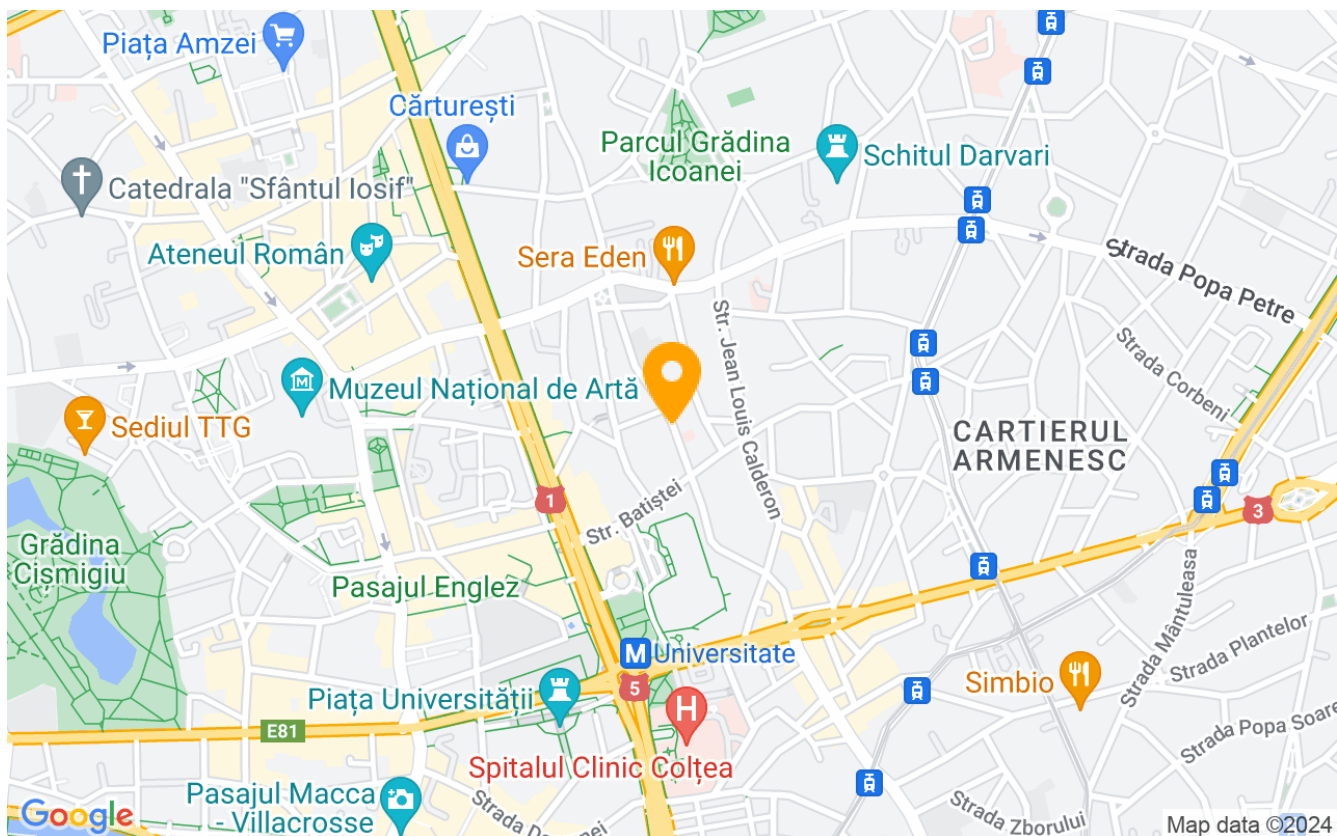 Piața Amzei
Cărturești
Parcul Grădina
Icoanei
Schitul Darvari
Catedrala "Sfântul Iosif"
Ateneul Român
Sera Eden
Strada Popa Petre
Str. Jean Louis Calderon
Strada Corbeni
Muzeul Național de Artă
Sediul TTG
CARTIERUL
ARMENESC
1
3
Str. Batiștei
Grădina
Cișmigiu
Pasajul Englez
M
Universitate
Strada Mântuleasa
Strada Plantelor
5
Piața Universității
H
Simbio
E81
Strada Popa Soare
Spitalul Clinic Colțea
Pasajul Macca
- Villacrosse
Strada Zborului
Google
Map data ©2024